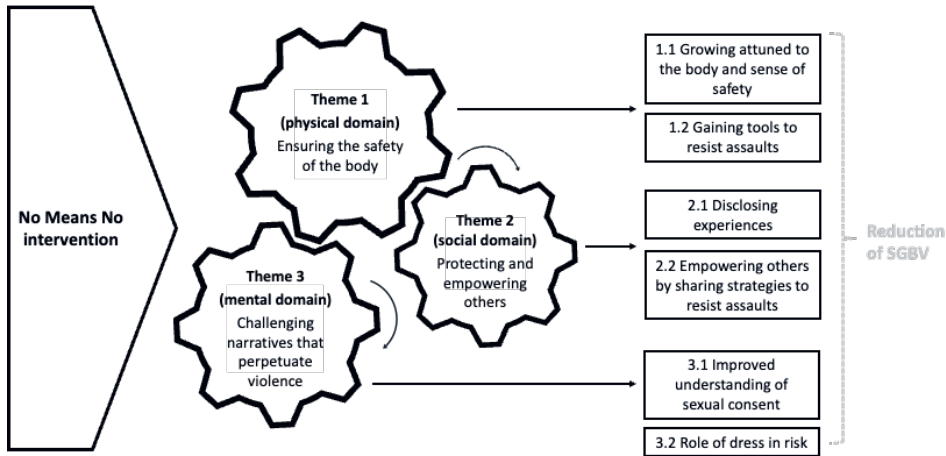 No Means No
intervention
Theme 1
(physical domain)
Ensuring the safety
of the body
Theme 2
(social domain)
Protecting and
empowering
others
Theme 3
(mental domain)
Challenging
narratives that
perpetuate
violence
1.1 Growing attuned to
the body and sense of
safety
1.2 Gaining tools to
resist assaults
2.1 Disclosing
experiences
2.2 Empowering others
by sharing strategies to
resist assaults
3.1 Improved
understanding of
sexual consent
3.2 Role of dress in risk
Reduction
of SGBV